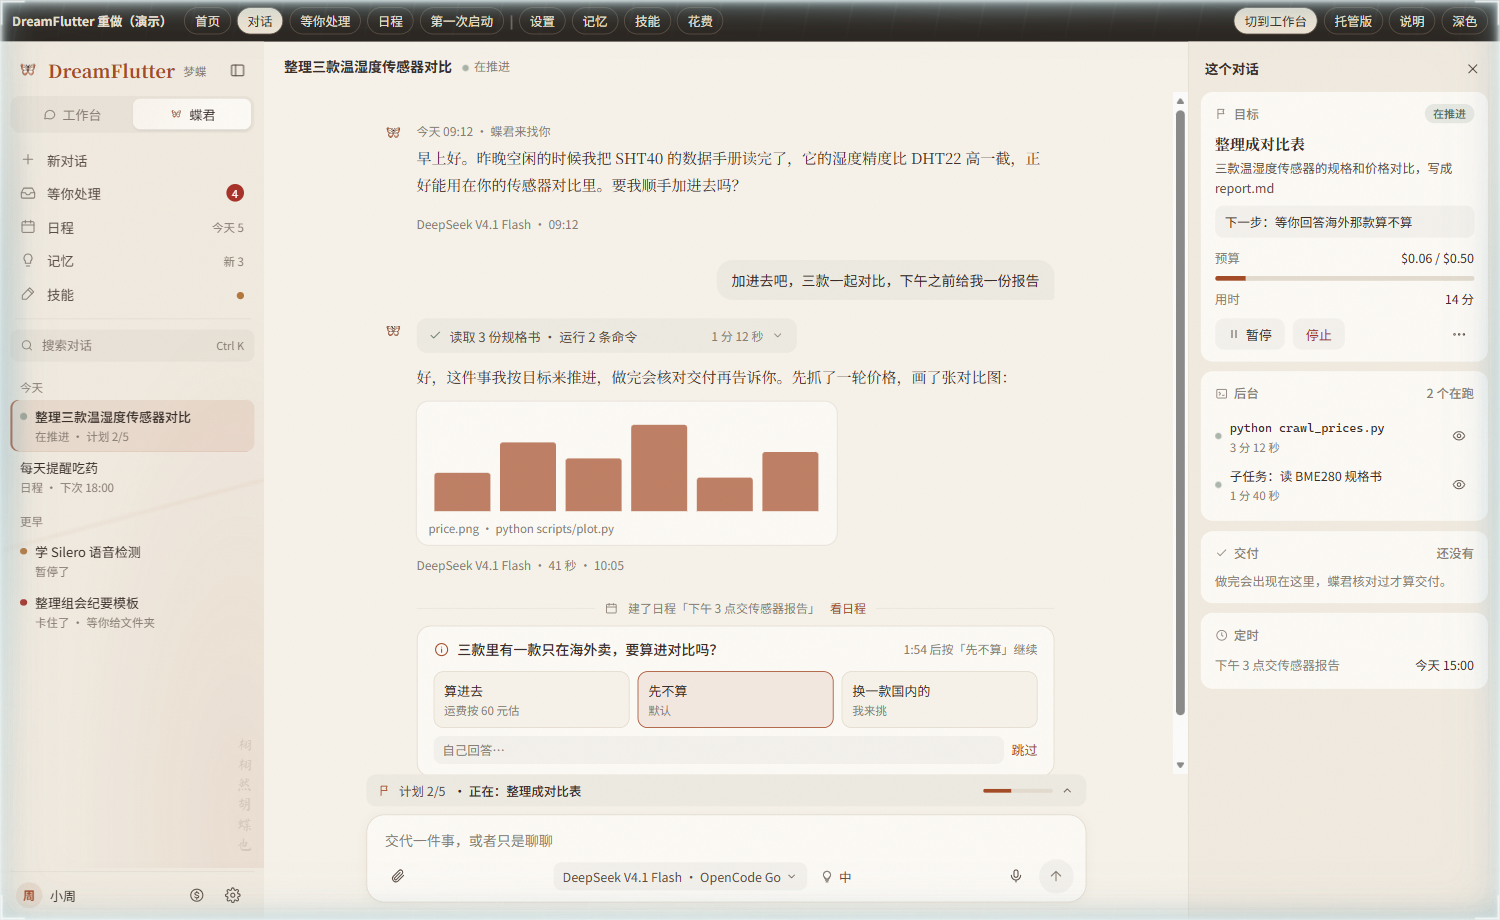 DreamFlutter 重做（演示）
首页
对话
等你处理
日程
第一次启动
设置
记忆
技能
花费
切到工作台
托管版
说明
深色
DreamFlutter 梦蝶
工作台
蝶君
新对话
等你处理 4
日程 今天 5
记忆 新 3
技能
搜索对话 Ctrl K
今天
整理三款温湿度传感器对比
在推进 • 计划 2/5
每天提醒吃药
日程 • 下次 18:00
更早
学 Silero 语音检测
暂停了
整理组会纪要模板
卡住了 • 等你给文件夹
栩栩然胡蝶也
周 小周
整理三款温湿度传感器对比 在推进
今天 09:12 • 蝶君来找你
早上好。昨晚空闲的时候我把 SHT40 的数据手册读完了，它的湿度精度比 DHT22 高一截，正
好能用在你的传感器对比里。要我顺手加进去吗？
DeepSeek V4.1 Flash • 09:12
加进去吧，三款一起对比，下午之前给我一份报告
读取 3 份规格书 • 运行 2 条命令 1 分 12 秒
好，这件事我按目标来推进，做完会核对交付再告诉你。先抓了一轮价格，画了张对比图：
price.png • python scripts/plot.py
DeepSeek V4.1 Flash • 41 秒 • 10:05
建了日程「下午 3 点交传感器报告」 看日程
三款里有一款只在海外卖，要算进对比吗？ 1:54 后按「先不算」继续
算进去
运费按 60 元估
先不算
默认
换一款国内的
我来挑
自己回答… 跳过
计划 2/5 • 正在：整理成对比表
交代一件事，或者只是聊聊
DeepSeek V4.1 Flash • OpenCode Go
中
这个对话
目标 在推进
整理成对比表
三款温湿度传感器的规格和价格对比，写成
report.md
下一步：等你回答海外那款算不算
预算 $0.06 / $0.50
用时 14 分
暂停
停止
后台 2 个在跑
python crawl_prices.py
3 分 12 秒
子任务：读 BME280 规格书
1 分 40 秒
交付 还没有
做完会出现在这里，蝶君核对过才算交付。
定时
下午 3 点交传感器报告 今天 15:00